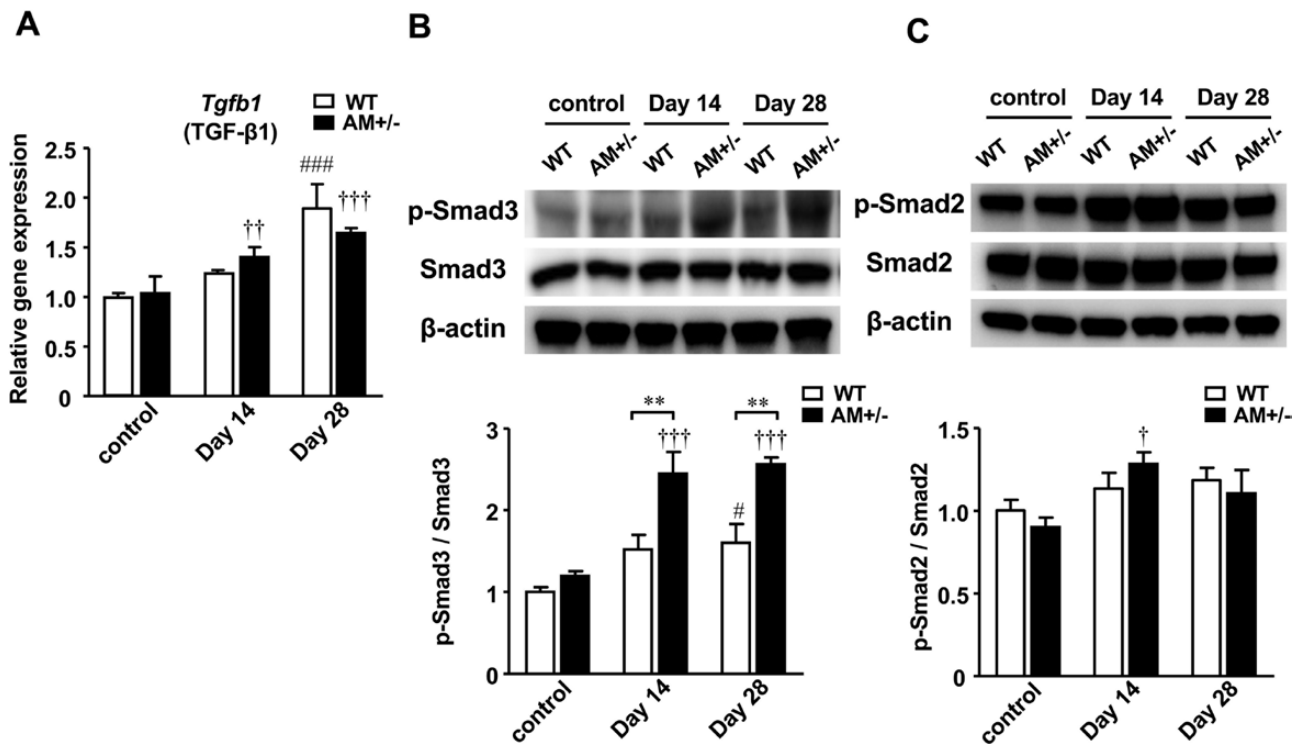 A
Tgfb1
(TGF-β1)
WT
AM+/-
Relative gene expression
2.5
2.0
1.5
1.0
0.5
0
###
††
†††
control
Day 14
Day 28
B
control Day 14 Day 28
WT AM+/- WT AM+/- WT AM+/-
p-Smad3
Smad3
β-actin
WT
AM+/-
p-Smad3 / Smad3
3
2
1
0
** **
††† †††
#
control
Day 14
Day 28
C
control Day 14 Day 28
WT AM+/- WT AM+/- WT AM+/-
p-Smad2
Smad2
β-actin
WT
AM+/-
p-Smad2 / Smad2
1.5
1.0
0.5
0
†
control
Day 14
Day 28